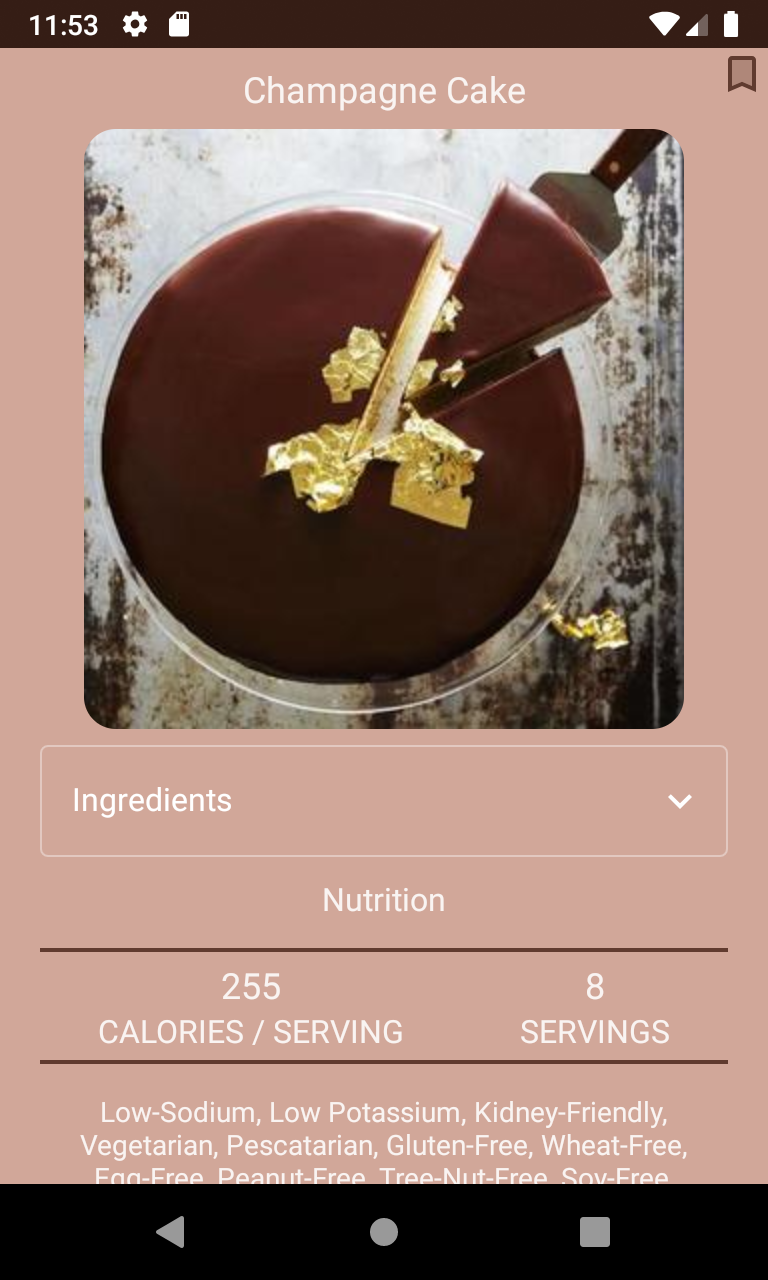 11:53
Champagne Cake
Ingredients
Nutrition
255
CALORIES / SERVING
8
SERVINGS
Low-Sodium, Low Potassium, Kidney-Friendly,
Vegetarian, Pescatarian, Gluten-Free, Wheat-Free,
Egg-Free, Peanut-Free, Tree-Nut-Free, Soy-Free,